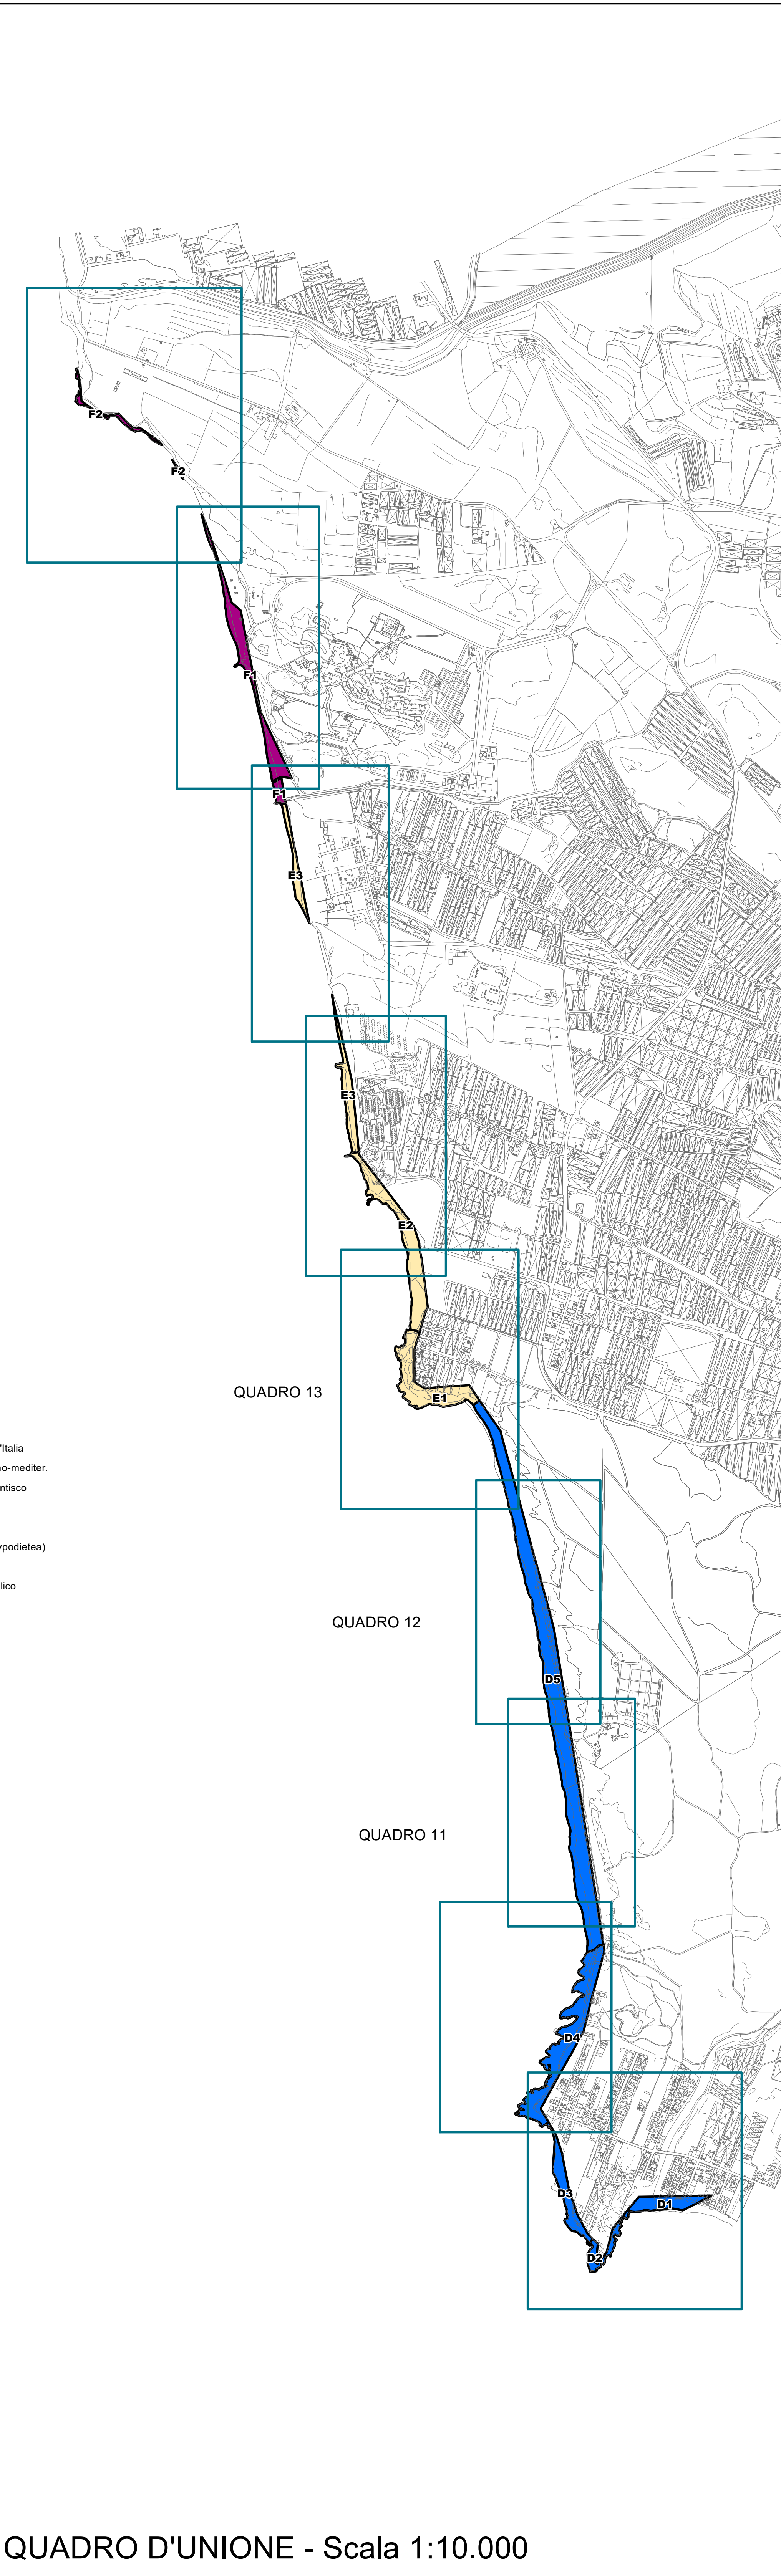 F2
F2
F1
F1
E3
E3
E2
QUADRO 13
E1
'Italia
o-mediter.
ntisco
ypodietea)
lico
QUADRO 12
D5
QUADRO 11
D4
D3
D1
D2
QUADRO D'UNIONE - Scala 1:10.000